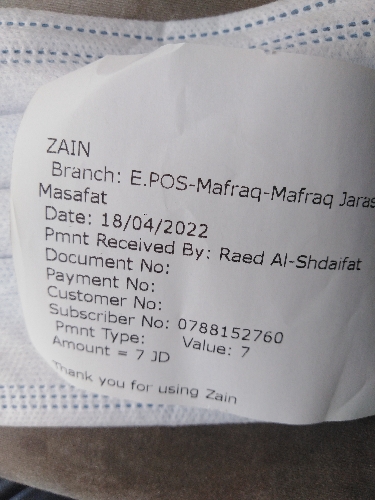 ZAIN
Branch: E.POS-Mafraq-Mafraq Jaras
Masafat
Date: 18/04/2022
Pmnt Received By: Raed Al-Shdaifat
Document No:
Payment No:
Customer No:
Subscriber No: 0788152760
Pmnt Type: Value: 7
Amount = 7 JD
Thank you for using Zain